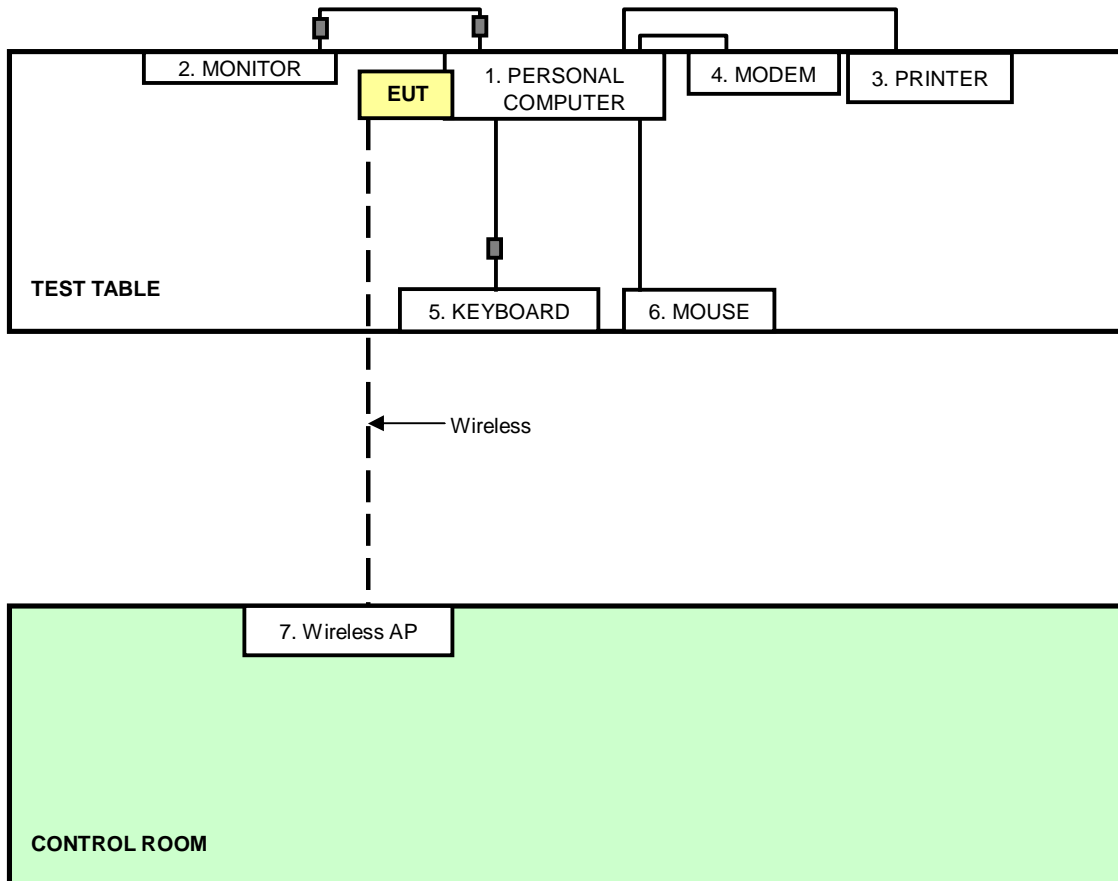 2. MONITOR
EUT
1. PERSONAL
COMPUTER
4. MODEM
3. PRINTER
TEST TABLE
5. KEYBOARD
6. MOUSE
Wireless
7. Wireless AP
CONTROL ROOM